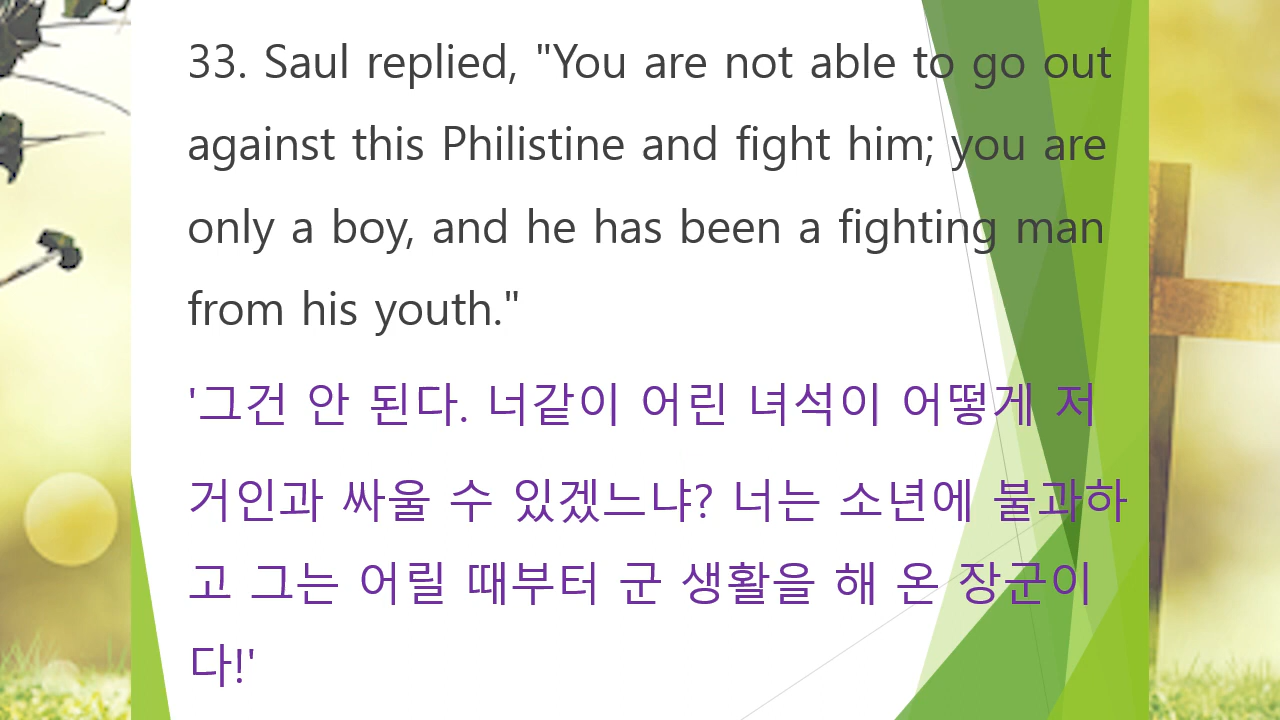 33. Saul replied, "You are not able to go out
against this Philistine and fight him; you are
only a boy, and he has been a fighting man
from his youth."
'그건 안 된다. 너같이 어린 녀석이 어떻게 저
거인과 싸울 수 있겠느냐? 너는 소년에 불과하
고 그는 어릴 때부터 군 생활을 해 온 장군이
다!'